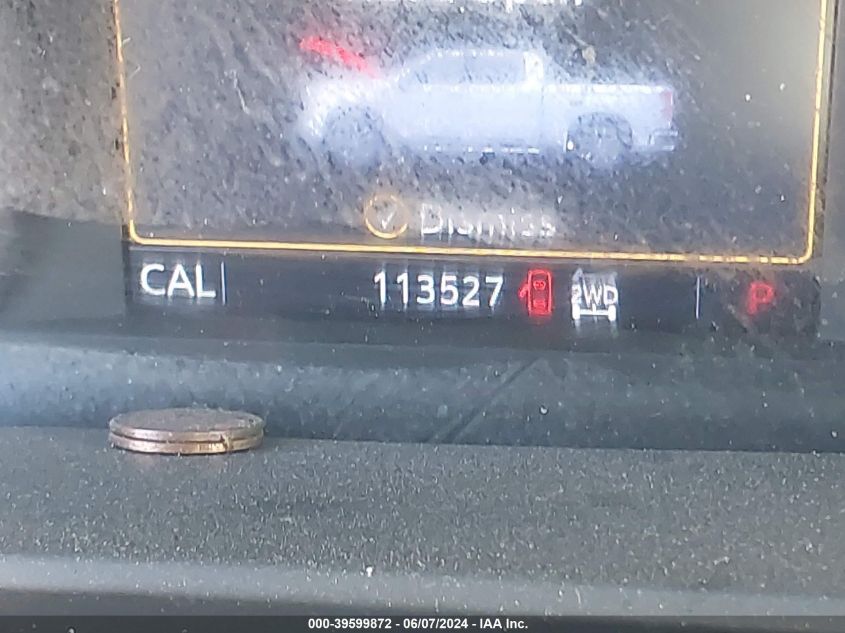 Dismiss
CAL 113527 2WD P
000-39599872 - 06/07/2024 - IAA Inc.